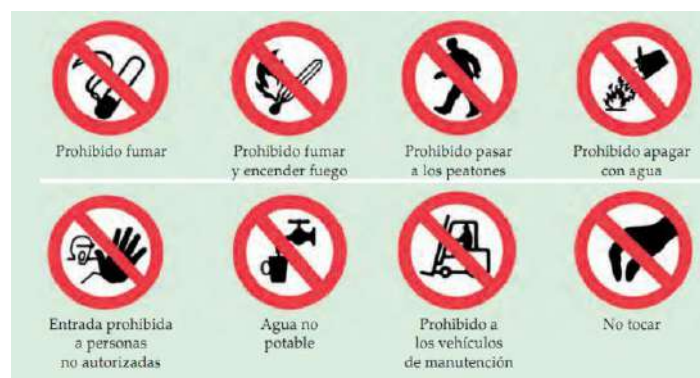 Prohibido fumar
Prohibido fumar
y encender fuego
Prohibido pasar
a los peatones
Prohibido apagar
con agua
Entrada prohibida
a personas
no autorizadas
Agua no
potable
Prohibido a
los vehículos
de manutención
No tocar